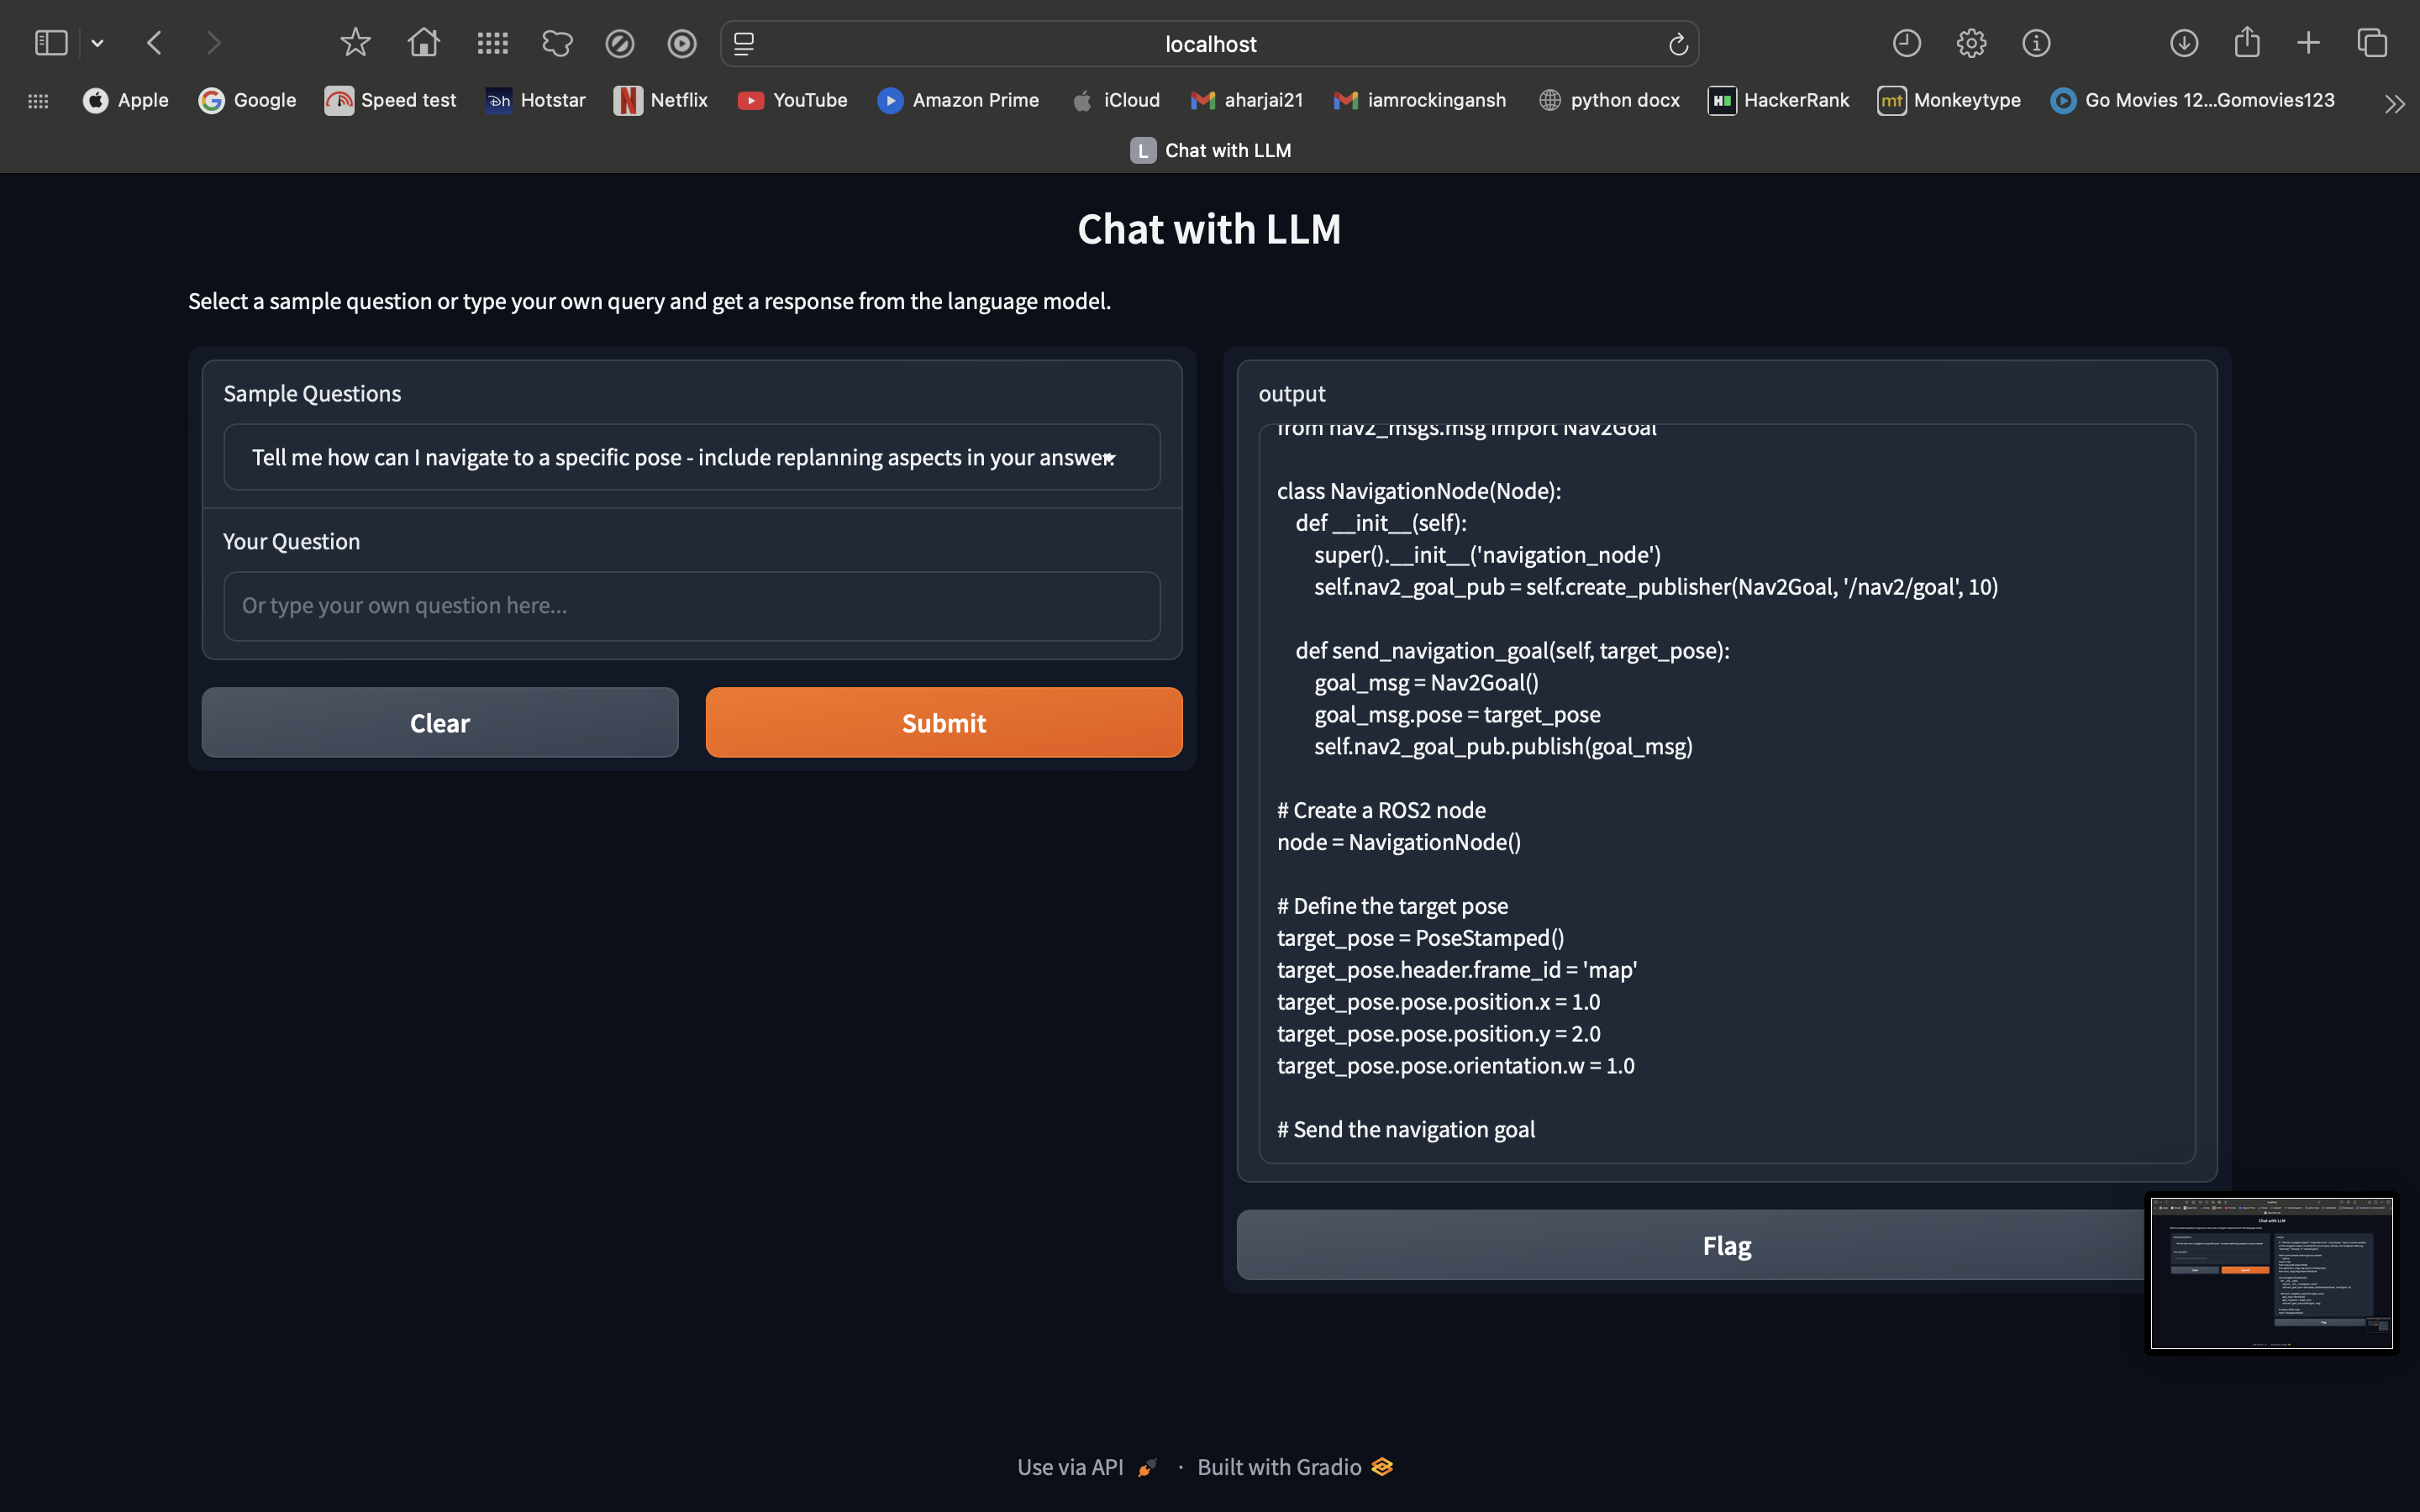 localhost
Apple
Google
Speed test
Dh Hotstar
N Netflix
YouTube
Amazon Prime
iCloud
aharjai21
iamrockingansh
python docx
H HackerRank
mt Monkeytype
Go Movies 12...Gomovies123
L Chat with LLM
Chat with LLM
Select a sample question or type your own query and get a response from the language model.
Sample Questions
Tell me how can I navigate to a specific pose - include replanning aspects in your answer.
Your Question
Or type your own question here...
Clear
Submit
output
from nav2_msgs.msg import Nav2Goal
class NavigationNode(Node):
def __init__(self):
super().__init__('navigation_node')
self.nav2_goal_pub = self.create_publisher(Nav2Goal, '/nav2/goal', 10)
def send_navigation_goal(self, target_pose):
goal_msg = Nav2Goal()
goal_msg.pose = target_pose
self.nav2_goal_pub.publish(goal_msg)
# Create a ROS2 node
node = NavigationNode()
# Define the target pose
target_pose = PoseStamped()
target_pose.header.frame_id = 'map'
target_pose.pose.position.x = 1.0
target_pose.pose.position.y = 2.0
target_pose.pose.orientation.w = 1.0
# Send the navigation goal
Flag
Use via API · Built with Gradio